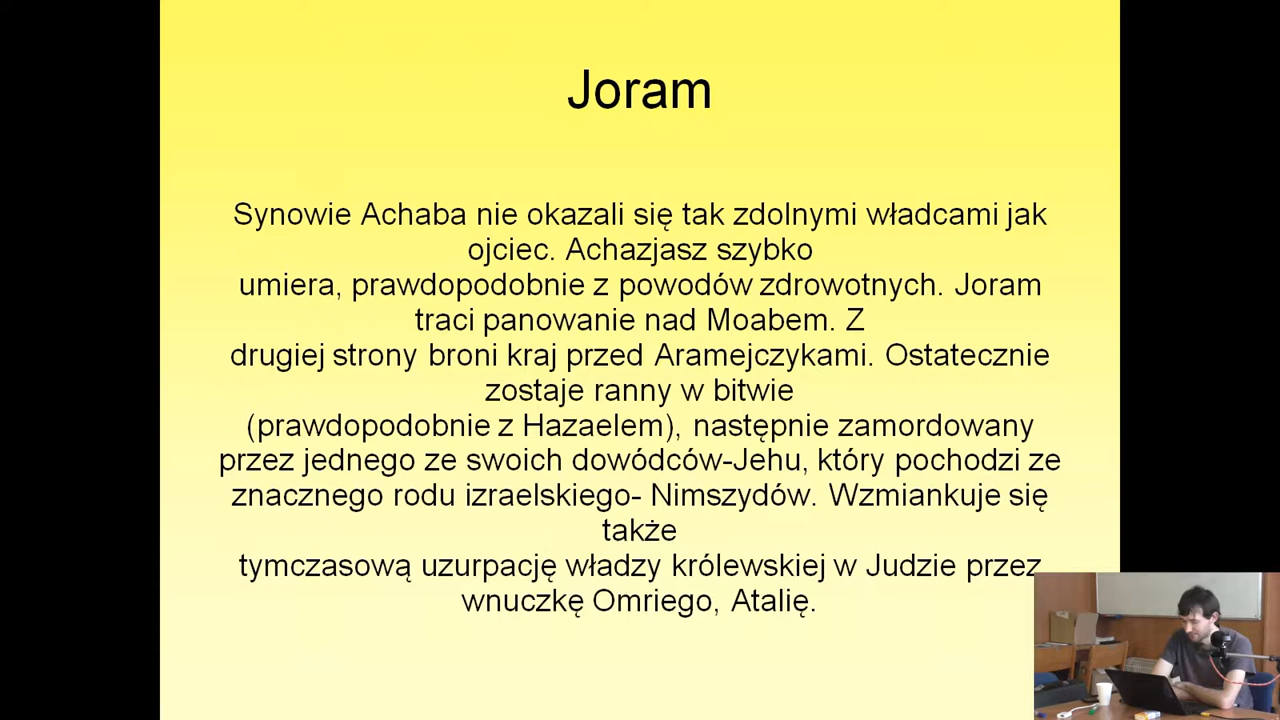 Joram
Synowie Achaba nie okazali się tak zdolnymi władcami jak
ojciec. Achazjasz szybko
umiera, prawdopodobnie z powodów zdrowotnych. Joram
traci panowanie nad Moabem. Z
drugiej strony broni kraj przed Aramejczykami. Ostatecznie
zostaje ranny w bitwie
(prawdopodobnie z Hazaelem), następnie zamordowany
przez jednego ze swoich dowódców-Jehu, który pochodzi ze
znacznego rodu izraelskiego- Nimszydów. Wzmiankuje się
także
tymczasową uzurpację władzy królewskiej w Judzie przez
wnuczkę Omriego, Atalię.